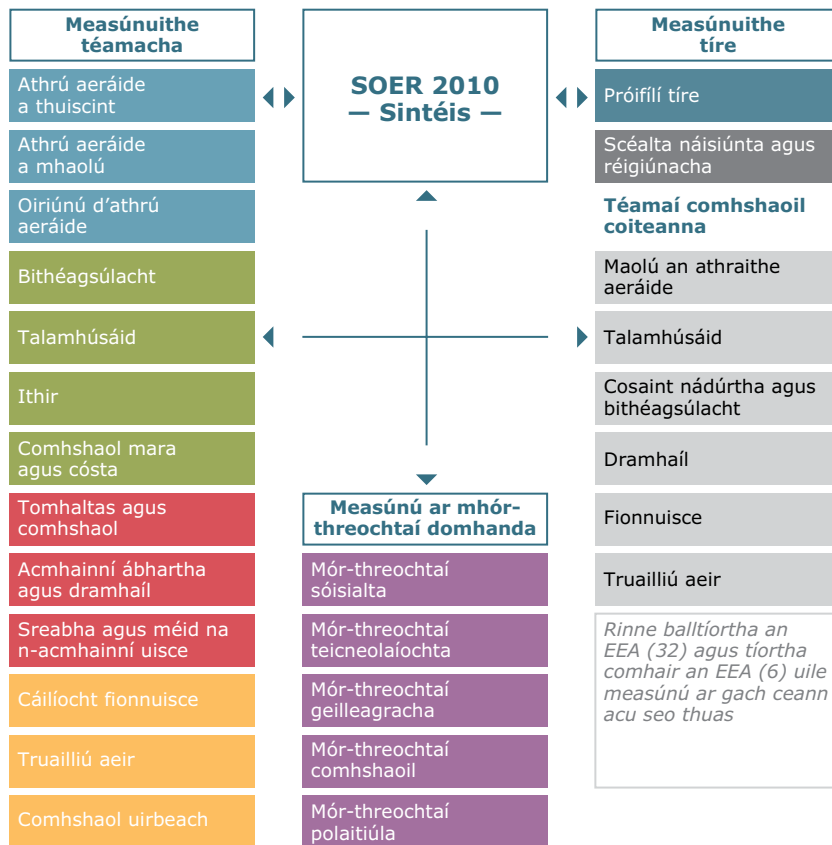 Measúnuithe
téamacha
Athrú aeráide
a thuiscint
Athrú aeráide
a mhaolú
Oiriúnú d'athrú
aeráide
Bithéagsúlacht
Talamhúsáid
Ithir
Comhshaol mara
agus cósta
Tomhaltas agus
comhshaol
Acmhainní ábhartha
agus dramhaíl
Sreabha agus méid na
n-acmhainní uisce
Cáilíocht fionnuisce
Truailliú aeir
Comhshaol uirbeach
SOER 2010
— Sintéis —
Measúnú ar mhór-
threochtaí domhanda
Mór-threochtaí
sóisialta
Mór-threochtaí
teicneolaíochta
Mór-threochtaí
geilleagracha
Mór-threochtaí
comhshaoil
Mór-threochtaí
polaitiúla
Measúnuithe
tíre
Próifílí tíre
Scéalta náisiúnta agus
réigiúnacha
Téamaí comhshaoil
coiteanna
Maolú an athraithe
aeráide
Talamhúsáid
Cosaint nádúrtha agus
bithéagsúlacht
Dramhaíl
Fionnuisce
Truailliú aeir
Rinne balltíortha an
EEA (32) agus tíortha
comhair an EEA (6) uile
measúnú ar gach ceann
acu seo thuas